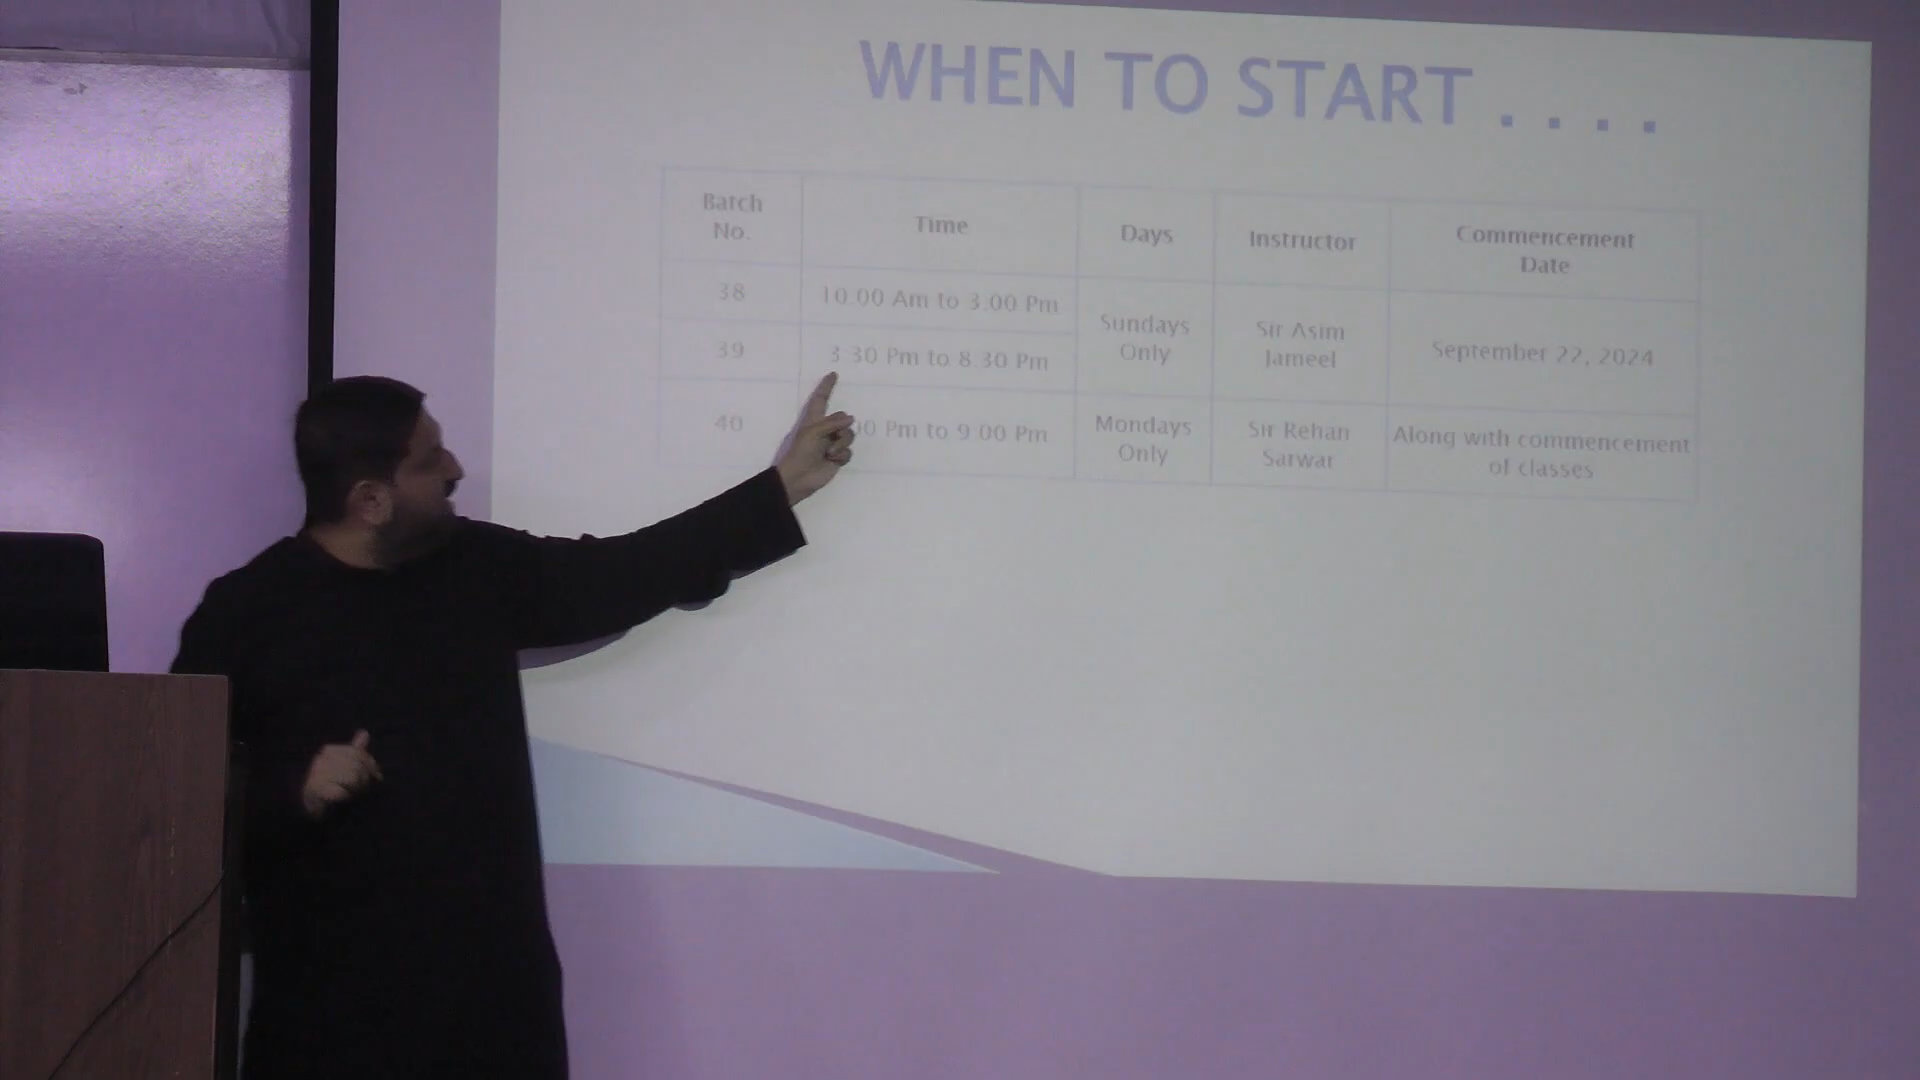 WHEN TO START . . . .
Batch
No.
Time
Days
Instructor
Commencement
Date
38
10.00 Am to 3.00 Pm
Sundays
Only
Sir Asim
Jameel
September 22, 2024
39
3 30 Pm to 8 30 Pm
40
Pm to 9 00 Pm
Mondays
Only
Sir Rehan
Sarwar
Along with commencement
of classes